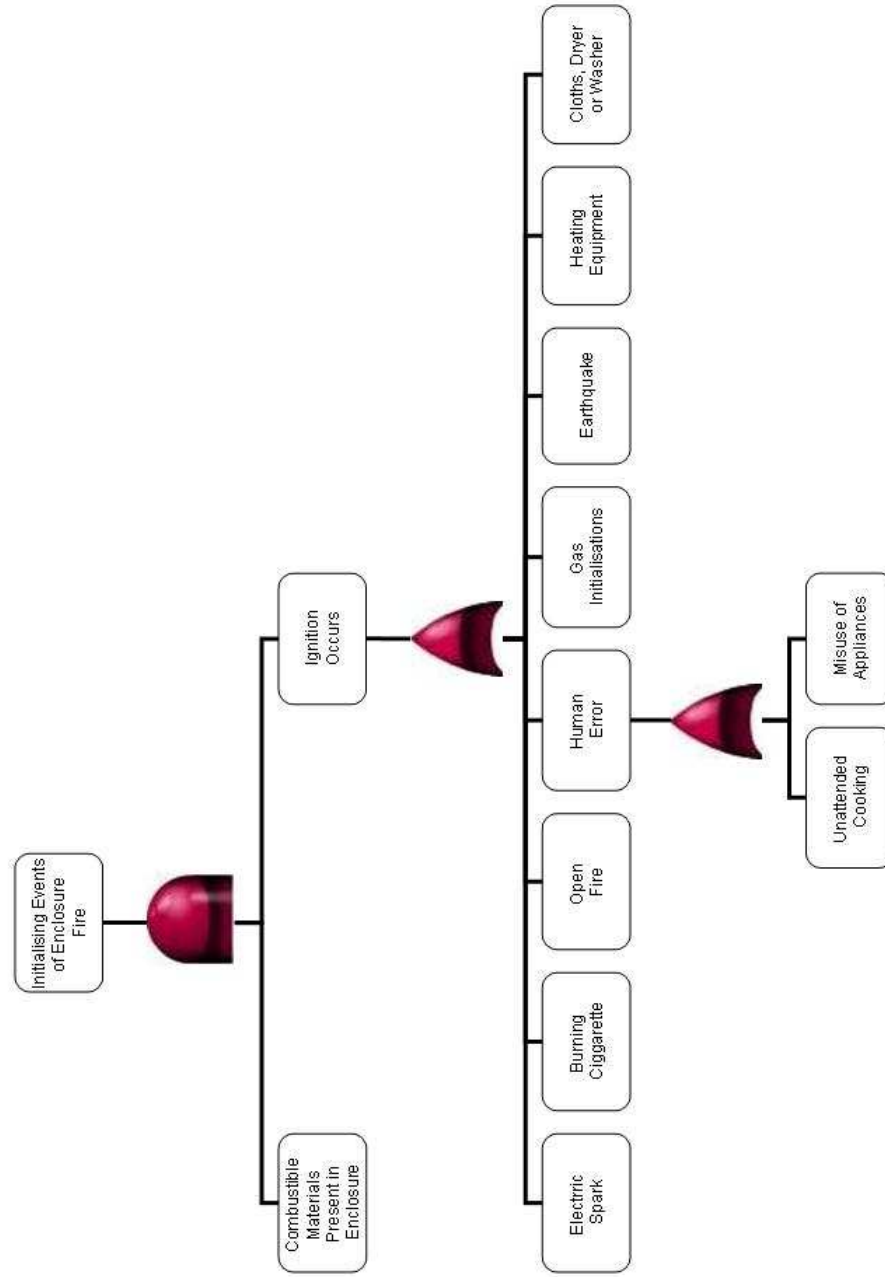 Initialising Events
of Enclosure
Fire
Combustible
Materials
Present in
Enclosure
Ignition
Occurs
Electrric
Spark
Burning
Ciggarette
Open
Fire
Human
Error
Gas
Initialisations
Earthquake
Heating
Equipment
Cloths, Dryer
or Washer
Unattended
Cooking
Misuse of
Appliances